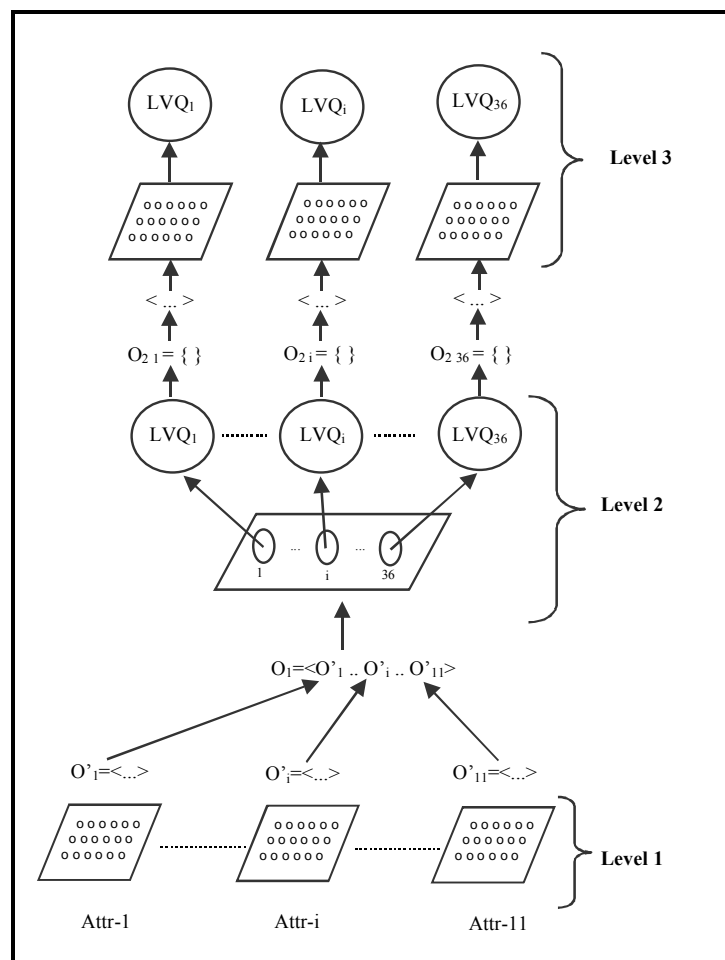 LVQ₁ LVQᵢ LVQ₃₆
Level 3
o o o o o o o o o o o o o o o o o o
o o o o o o o o o o o o o o o o o o
o o o o o o o o o o o o o o o o o o
< ... > < ... > < ... >
O₂ ₁ = { } O₂ ᵢ = { } O₂ ₃₆ = { }
LVQ₁ LVQᵢ LVQ₃₆
Level 2
... ...
1 i 36
O₁=<O'₁ .. O'ᵢ .. O'₁₁>
O'₁=<...> O'ᵢ=<...> O'₁₁=<...>
o o o o o o o o o o o o o o o o o o
o o o o o o o o o o o o o o o o o o
o o o o o o o o o o o o o o o o o o
Level 1
Attr-1 Attr-i Attr-11